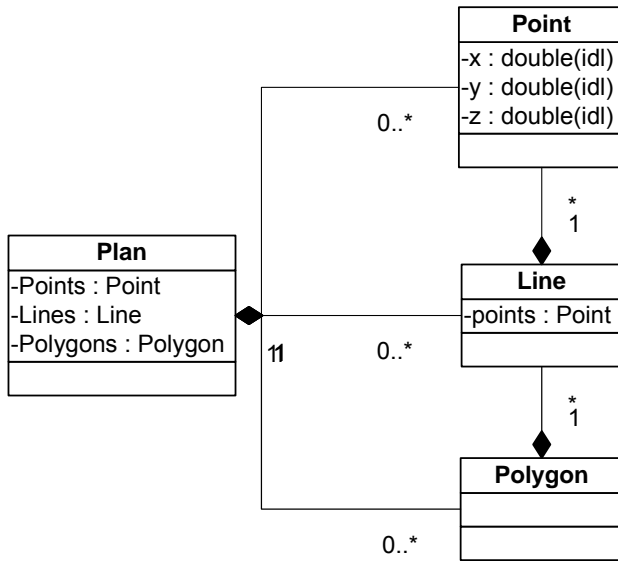 Point
-x : double(idl)
-y : double(idl)
-z : double(idl)
0..*
*
1
Plan
-Points : Point
-Lines : Line
-Polygons : Polygon
Line
-points : Point
11
0..*
*
1
Polygon
0..*